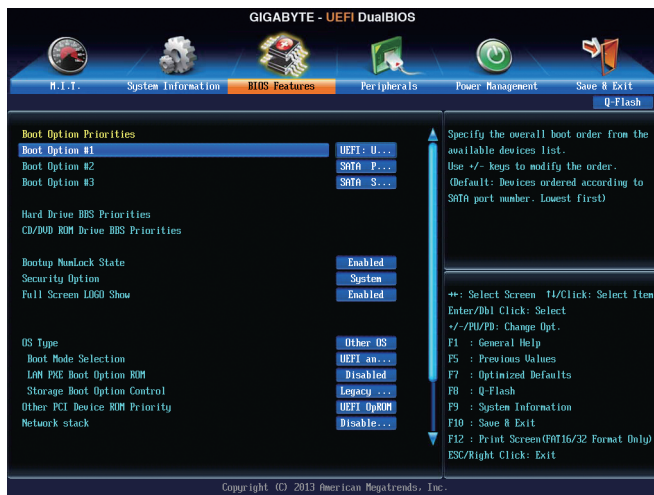 GIGABYTE - UEFI DualBIOS
M.I.T.
System Information
BIOS Features
Peripherals
Power Management
Save & Exit
Q-Flash
Boot Option Priorities
Boot Option #1 UEFI: U...
Boot Option #2 SATA P...
Boot Option #3 SATA S...
Hard Drive BBS Priorities
CD/DVD ROM Drive BBS Priorities
Bootup NumLock State Enabled
Security Option System
Full Screen LOGO Show Enabled
OS Type Other OS
Boot Mode Selection UEFI an...
LAN PXE Boot Option ROM Disabled
Storage Boot Option Control Legacy ...
Other PCI Device ROM Priority UEFI OpROM
Network stack Disable...
Specify the overall boot order from the
available devices list.
Use +/- keys to modify the order.
(Default: Devices ordered according to
SATA port number. Lowest first)
→←: Select Screen ↑↓/Click: Select Item
Enter/Dbl Click: Select
+/-/PU/PD: Change Opt.
F1 : General Help
F5 : Previous Values
F7 : Optimized Defaults
F8 : Q-Flash
F9 : System Information
F10 : Save & Exit
F12 : Print Screen(FAT16/32 Format Only)
ESC/Right Click: Exit
Copyright (C) 2013 American Megatrends, Inc.